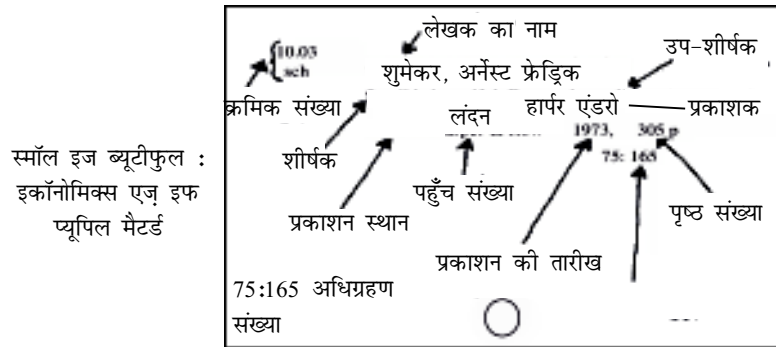 लेखक का नाम
10.03
sch
उप-शीर्षक
शुमेकर, अर्नेस्ट फ्रेड्रिक
क्रमिक संख्या
लंदन
हार्पर एंडरो
प्रकाशक
1973, 305 p
स्मॉल इज ब्यूटीफुल :
इकॉनोमिक्स एज़ इफ
प्यूपिल मैटर्ड
शीर्षक
75: 165
पहुँच संख्या
पृष्ठ संख्या
प्रकाशन स्थान
प्रकाशन की तारीख
75:165 अधिग्रहण
संख्या